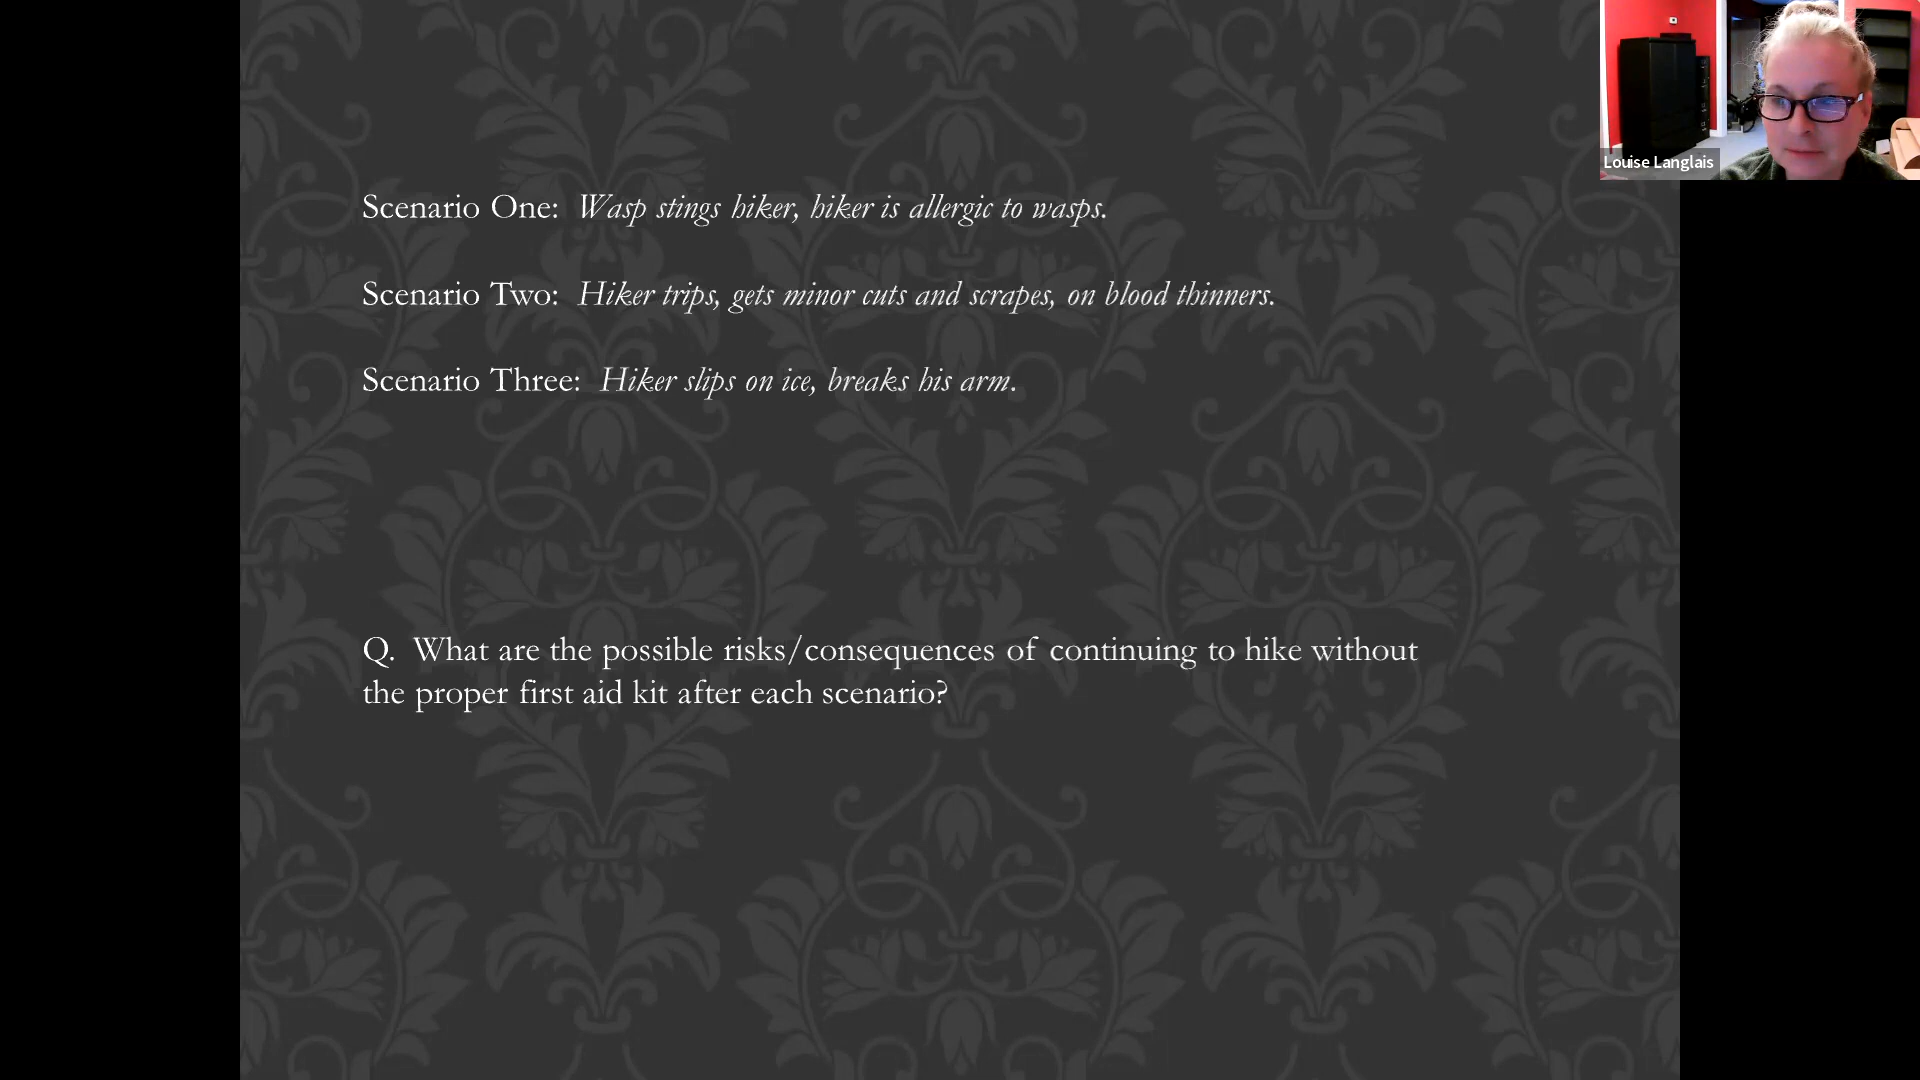 Louise Langlais
Scenario One: Wasp stings hiker, hiker is allergic to wasps.
Scenario Two: Hiker trips, gets minor cuts and scrapes, on blood thinners.
Scenario Three: Hiker slips on ice, breaks his arm.
Q. What are the possible risks/consequences of continuing to hike without
the proper first aid kit after each scenario?